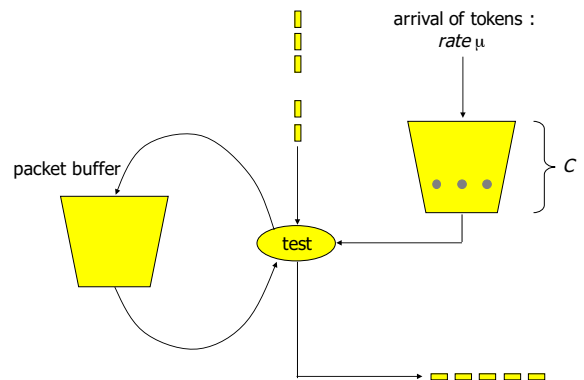 arrival of tokens :
rate μ
C
packet buffer
test